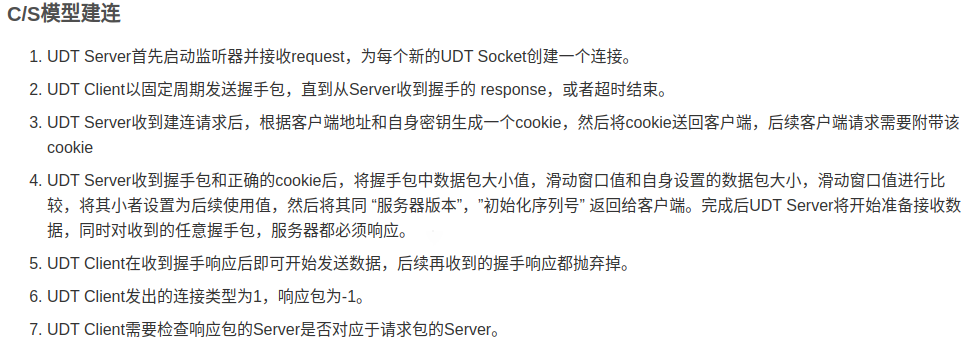 C/S模型建连
1. UDT Server首先启动监听器并接收request，为每个新的UDT Socket创建一个连接。
2. UDT Client以固定周期发送握手包，直到从Server收到握手的 response，或者超时结束。
3. UDT Server收到建连请求后，根据客户端地址和自身密钥生成一个cookie，然后将cookie送回客户端，后续客户端请求需要附带该
cookie
4. UDT Server收到握手包和正确的cookie后，将握手包中数据包大小值，滑动窗口值和自身设置的数据包大小，滑动窗口值进行比
较，将其小者设置为后续使用值，然后将其同 “服务器版本”，”初始化序列号” 返回给客户端。完成后UDT Server将开始准备接收数
据，同时对收到的任意握手包，服务器都必须响应。
5. UDT Client在收到握手响应后即可开始发送数据，后续再收到的握手响应都抛弃掉。
6. UDT Client发出的连接类型为1，响应包为-1。
7. UDT Client需要检查响应包的Server是否对应于请求包的Server。